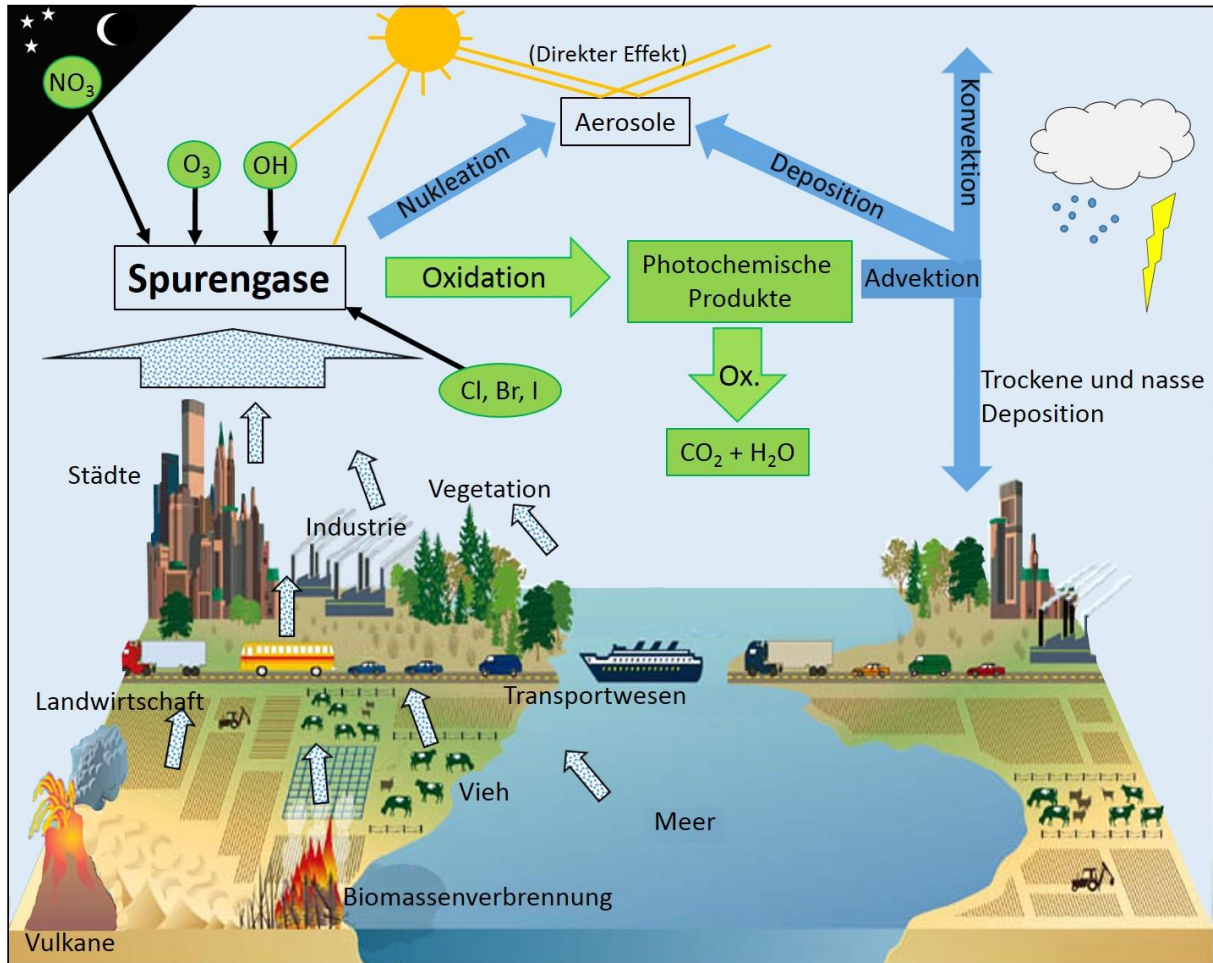 (Direkter Effekt)
NO₃
Aerosole
Konvektion
O₃
OH
Nukleation
Deposition
Spurengase
Oxidation
Photochemische
Produkte
Advektion
Cl, Br, I
Ox.
Trockene und nasse
Deposition
CO₂ + H₂O
Städte
Vegetation
Industrie
Landwirtschaft
Transportwesen
Vieh
Meer
Biomassenverbrennung
Vulkane